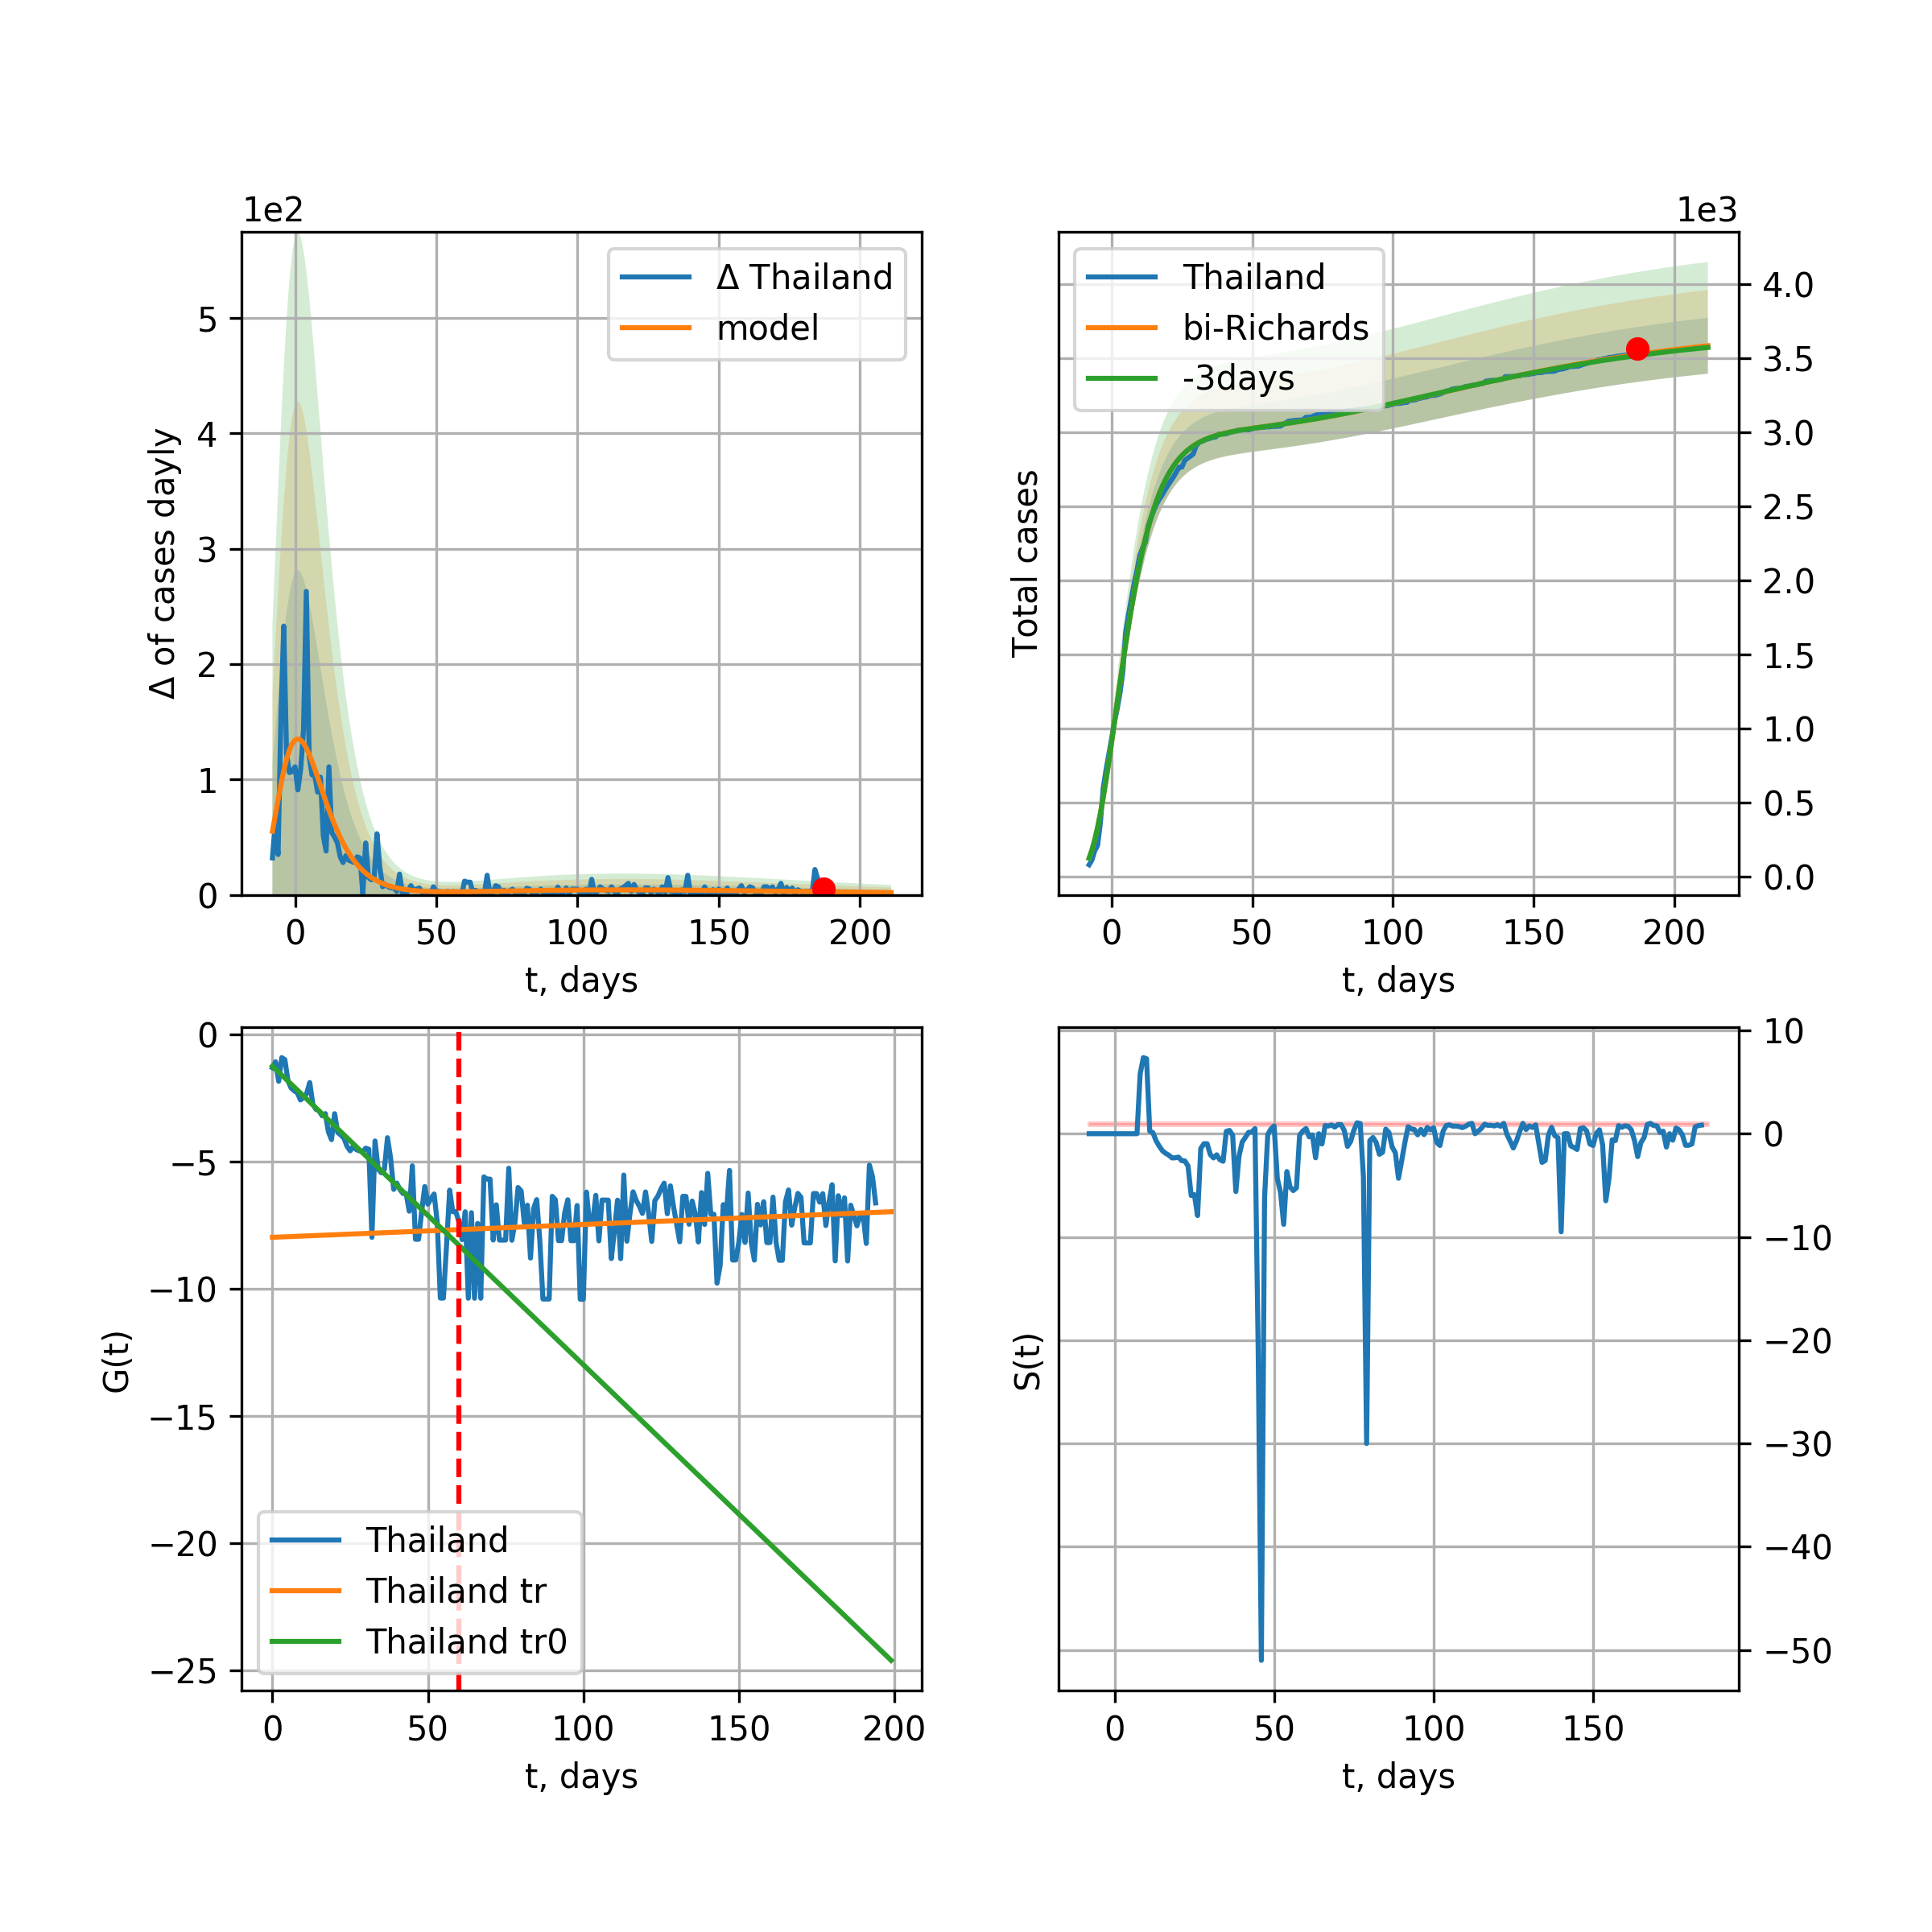 1e2
Δ Thailand
model
5
4
3
2
1
0
Δ of cases dayly
0 50 100 150 200
t, days
1e3
Thailand
bi-Richards
-3days
4.0
3.5
3.0
2.5
2.0
1.5
1.0
0.5
0.0
Total cases
0 50 100 150 200
t, days
0
−5
−10
−15
−20
−25
G(t)
Thailand
Thailand tr
Thailand tr0
0 50 100 150 200
t, days
10
0
−10
−20
−30
−40
−50
S(t)
0 50 100 150
t, days